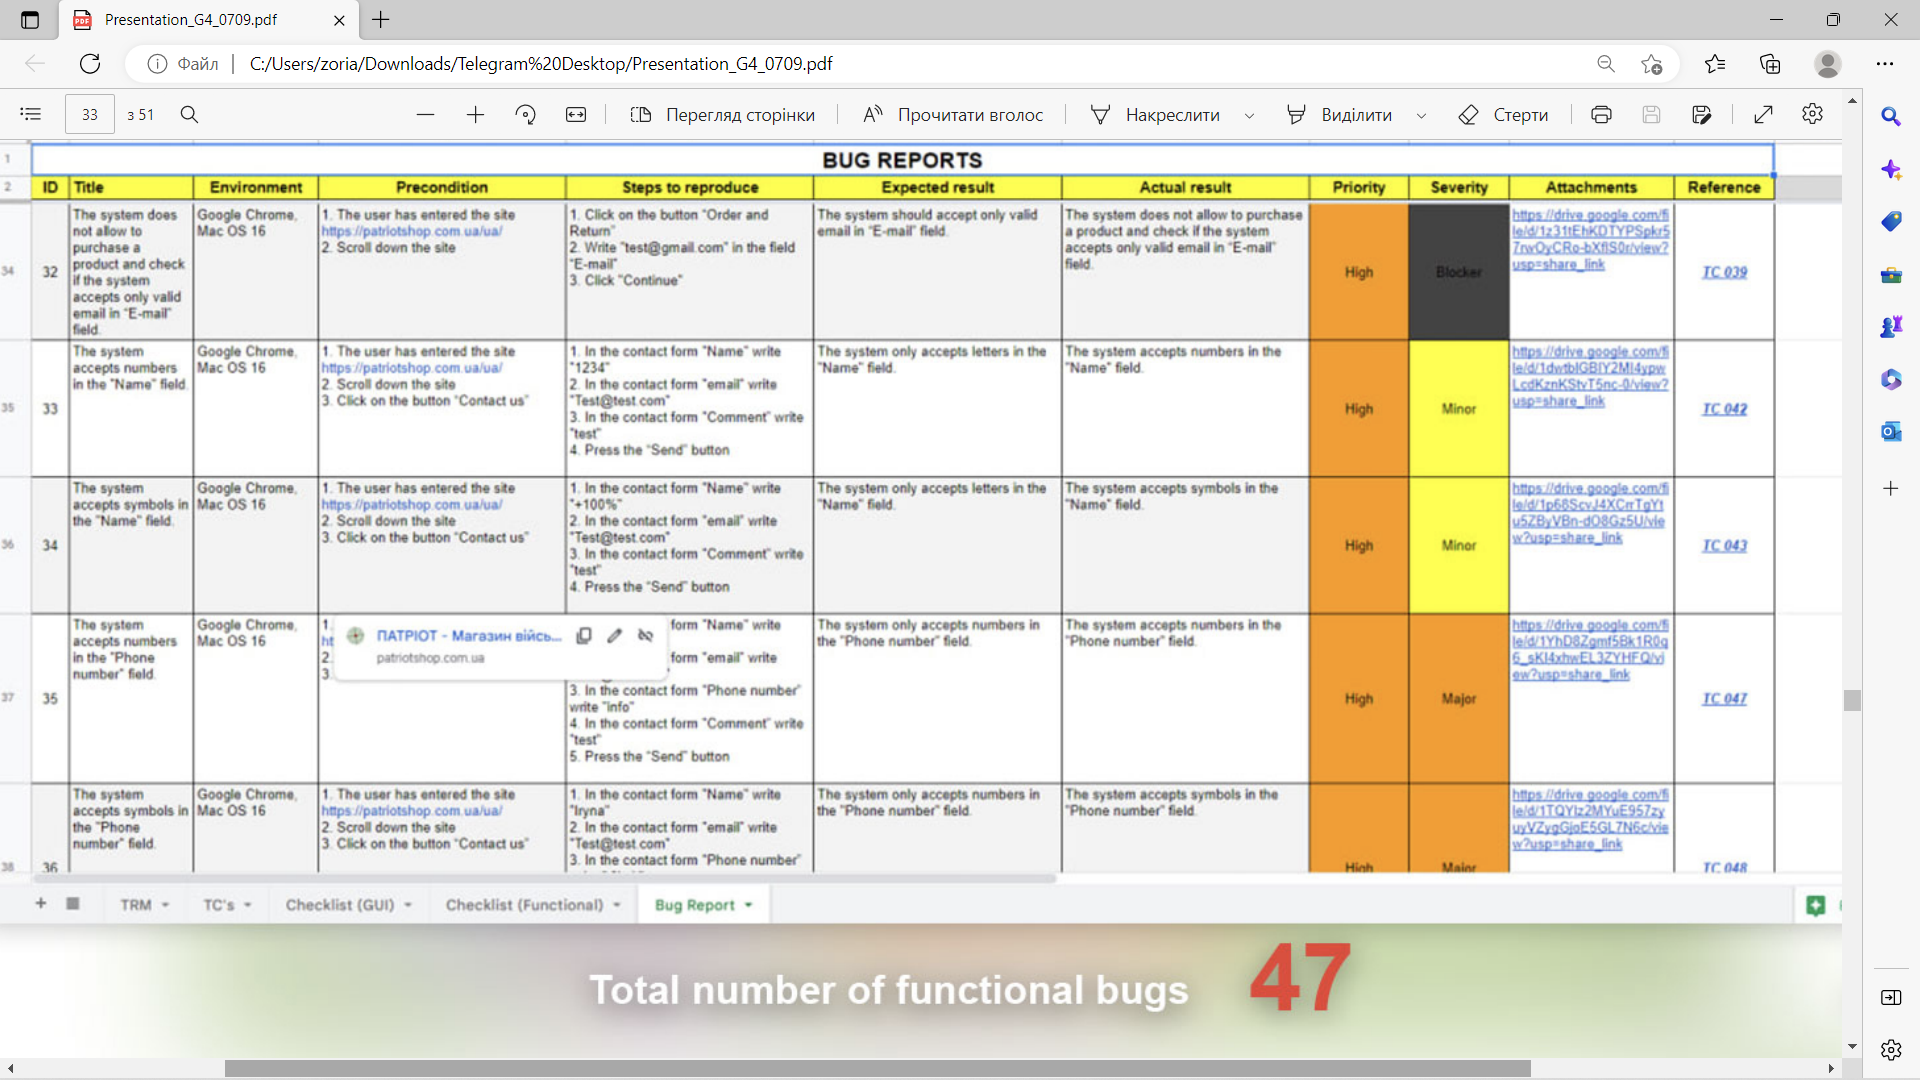 Presentation_G4_0709.pdf
Файл
C:/Users/zoria/Downloads/Telegram%20Desktop/Presentation_G4_0709.pdf
33 з 51
Перегляд сторінки
Прочитати вголос
Накреслити
Виділити
Стерти
1 BUG REPORTS
2 ID Title Environment Precondition Steps to reproduce Expected result Actual result Priority Severity Attachments Reference
34
32
The system does
not allow to
purchase a
product and check
if the system
accepts only valid
email in "E-mail"
field.
Google Chrome,
Mac OS 16
1. The user has entered the site
https://patriotshop.com.ua/ua/
2. Scroll down the site
1. Click on the button "Order and
Return"
2. Write "test@gmail.com" in the field
"E-mail"
3. Click "Continue"
The system should accept only valid
email in "E-mail" field.
The system does not allow to purchase
a product and check if the system
accepts only valid email in "E-mail"
field.
High
Blocker
https://drive.google.com/fi
usp=share_link
TC 039
35
33
The system
accepts numbers
in the "Name" field.
Google Chrome,
Mac OS 16
1. The user has entered the site
https://patriotshop.com.ua/ua/
2. Scroll down the site
3. Click on the button "Contact us"
1. In the contact form "Name" write
"1234"
2. In the contact form "email" write
"Test@test.com"
3. In the contact form "Comment" write
"test"
4. Press the "Send" button
The system only accepts letters in the
"Name" field.
The system accepts numbers in the
"Name" field.
High
Minor
https://drive.google.com/fi
usp=share_link
TC 042
36
34
The system
accepts symbols in
the "Name" field.
Google Chrome,
Mac OS 16
1. The user has entered the site
https://patriotshop.com.ua/ua/
2. Scroll down the site
3. Click on the button "Contact us"
1. In the contact form "Name" write
"+100%"
2. In the contact form "email" write
"Test@test.com"
3. In the contact form "Comment" write
"test"
4. Press the "Send" button
The system only accepts letters in the
"Name" field.
The system accepts symbols in the
"Name" field.
High
Minor
https://drive.google.com/fi
w?usp=share_link
TC 043
37
35
The system
accepts numbers
in the "Phone
number" field.
Google Chrome,
Mac OS 16
1.
ht
2.
3.
ПАТРІОТ - Магазин війсь...
patriotshop.com.ua
form "Name" write
form "email" write
3. In the contact form "Phone number"
write "info"
4. In the contact form "Comment" write
"test"
5. Press the "Send" button
The system only accepts numbers in
the "Phone number" field.
The system accepts numbers in the
"Phone number" field.
High
Major
https://drive.google.com/fi
ew?usp=share_link
TC 047
38
36
The system
accepts symbols in
the "Phone
number" field.
Google Chrome,
Mac OS 16
1. The user has entered the site
https://patriotshop.com.ua/ua/
2. Scroll down the site
3. Click on the button "Contact us"
1. In the contact form "Name" write
"Iryna"
2. In the contact form "email" write
"Test@test.com"
3. In the contact form "Phone number"
The system only accepts numbers in
the "Phone number" field.
The system accepts symbols in the
"Phone number" field.
High
Major
https://drive.google.com/fi
w?usp=share_link
TC 048
TRM
TC's
Checklist (GUI)
Checklist (Functional)
Bug Report
Total number of functional bugs 47